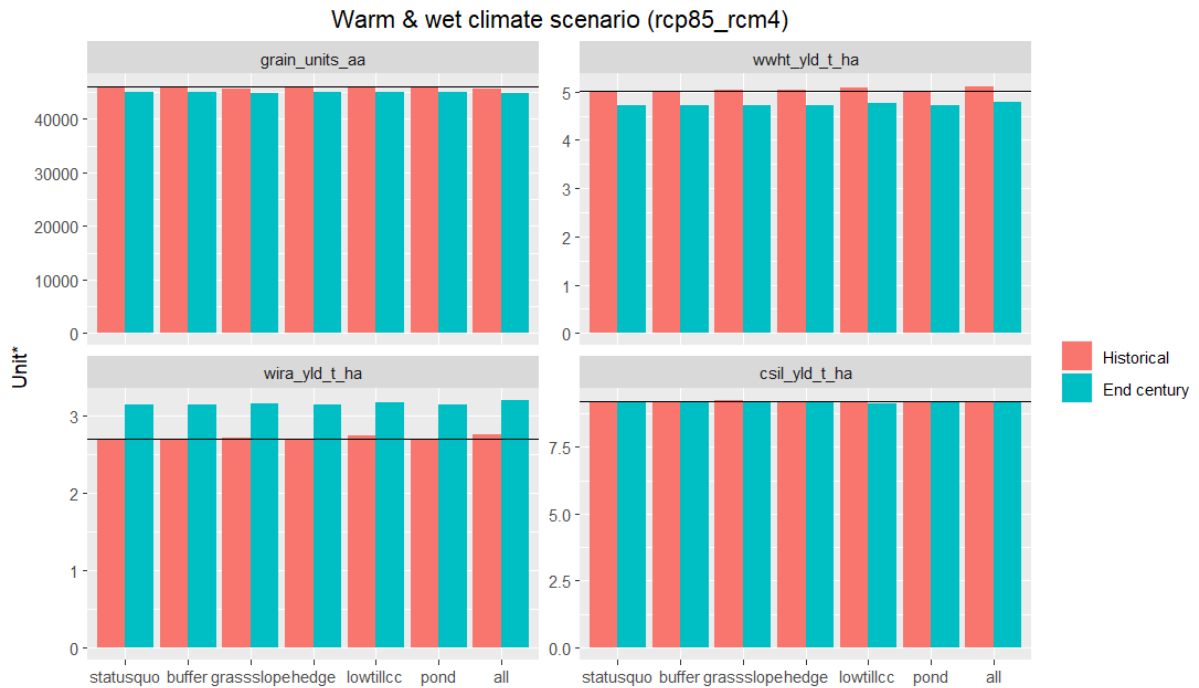 Warm & wet climate scenario (rcp85_rcm4)
grain_units_aa
wwht_yld_t_ha
40000
30000
20000
10000
0
5
4
3
2
1
0
Unit*
wira_yld_t_ha
csil_yld_t_ha
3
2
1
0
7.5
5.0
2.5
0.0
statusquo buffer grassslope hedge lowtillcc pond all
statusquo buffer grassslope hedge lowtillcc pond all
Historical
End century